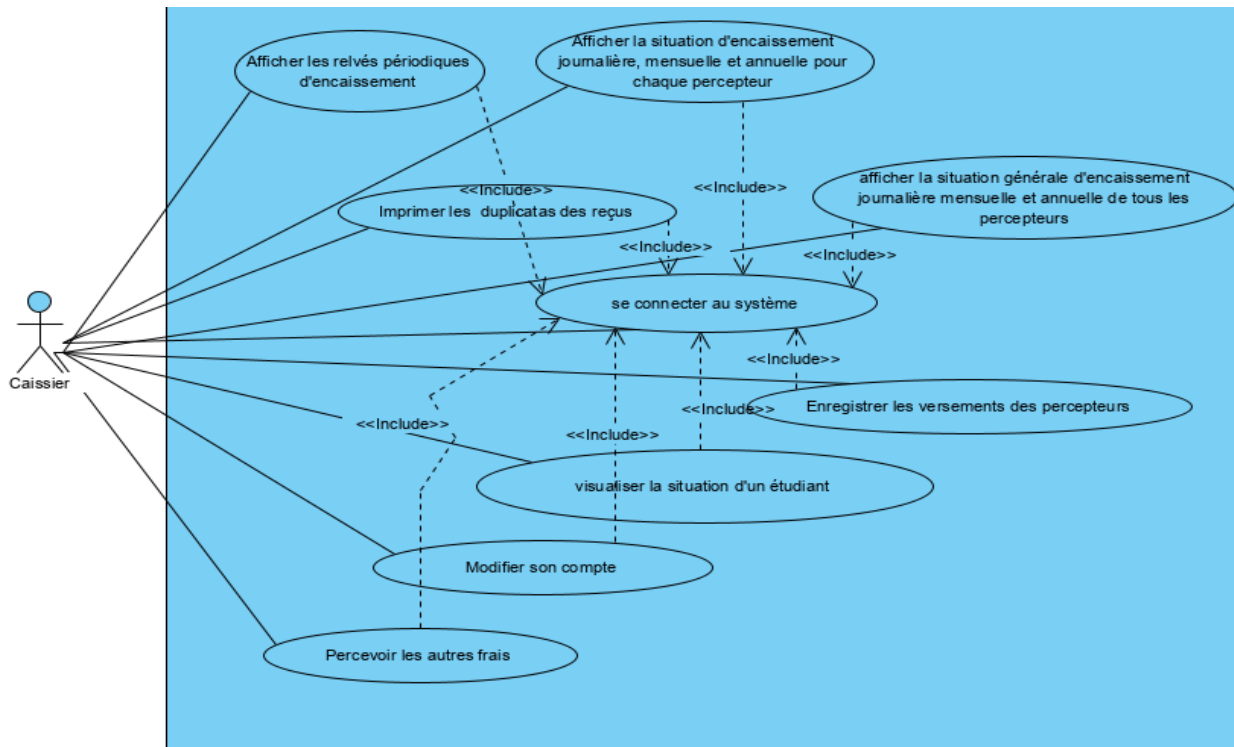 Afficher les relvés périodiques
d'encaissement
Afficher la situation d'encaissement
journalière, mensuelle et annuelle pour
chaque percepteur
<<Include>>
<<Include>>
afficher la situation générale d'encaissement
journalière mensuelle et annuelle de tous les
percepteurs
Imprimer les duplicatas des reçus
<<Include>>
<<Include>>
se connecter au système
Caissier
<<Include>>
Enregistrer les versements des percepteurs
<<Include>>
<<Include>>
<<Include>>
visualiser la situation d'un étudiant
Modifier son compte
Percevoir les autres frais